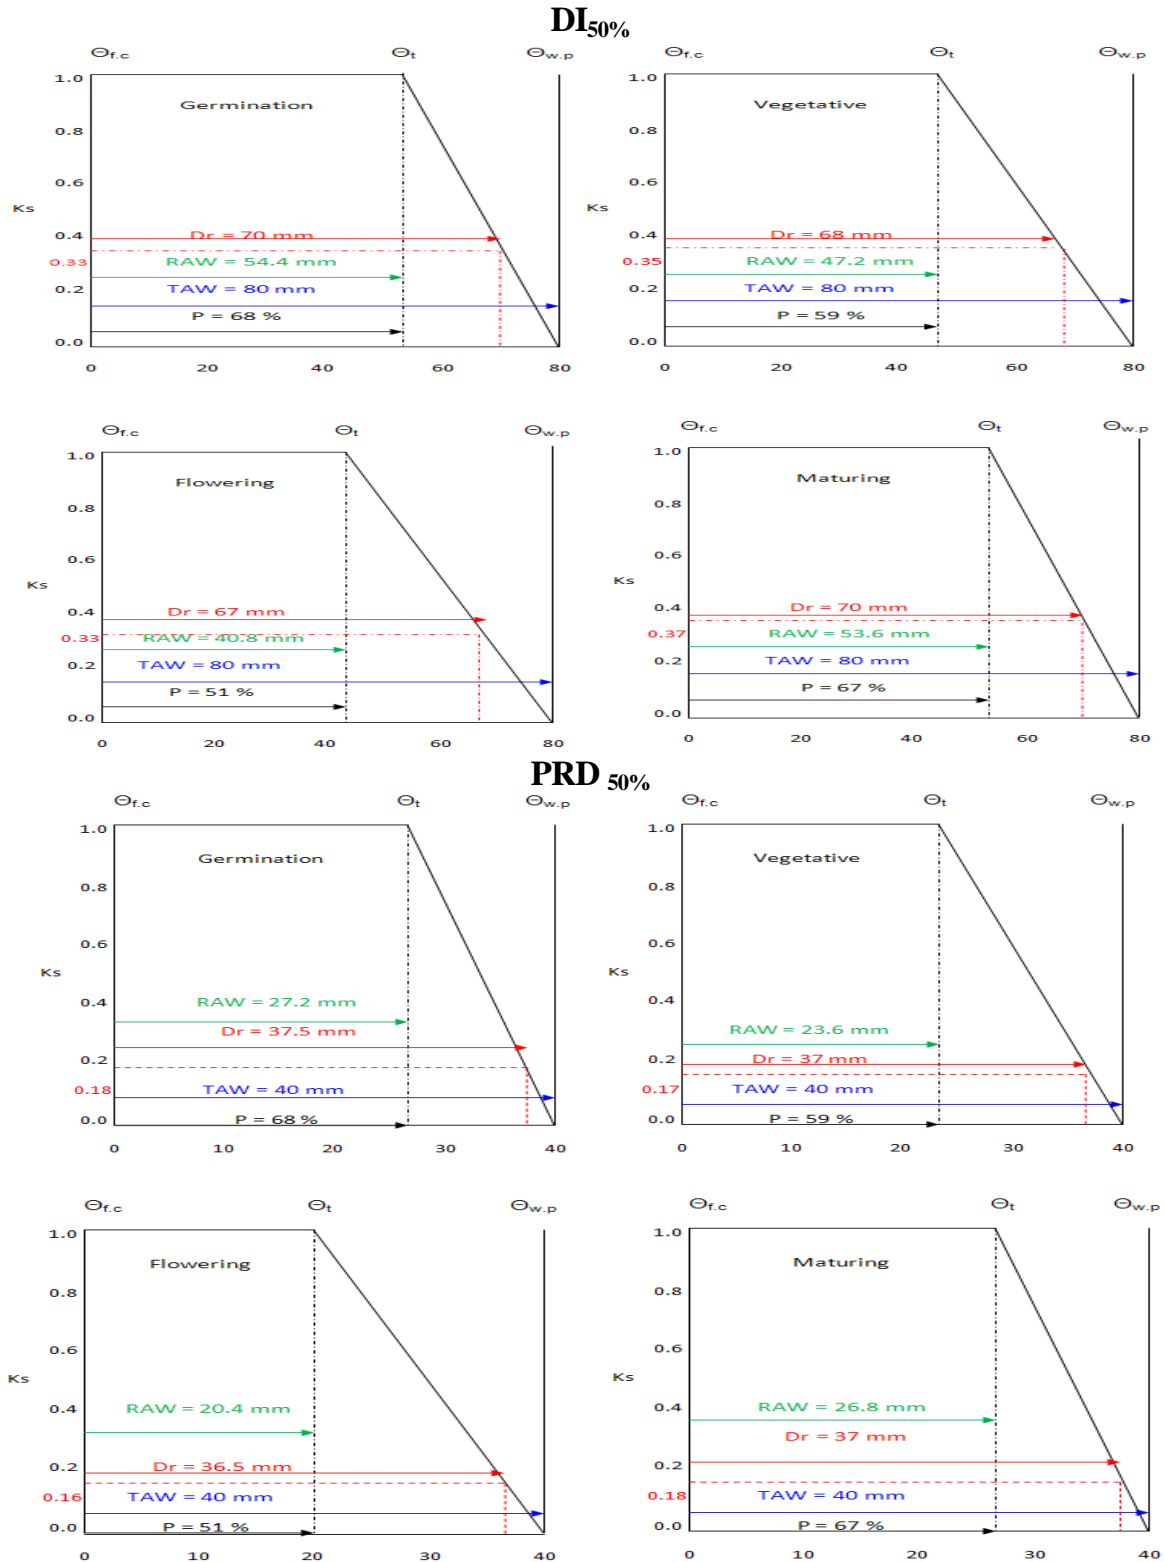 DI50%
Θf.c Θt Θw.p
1.0
Germination
0.8
0.6
Ks
0.4
Dr = 70 mm
0.33
RAW = 54.4 mm
0.2
TAW = 80 mm
P = 68 %
0.0
0 20 40 60 80
Θf.c Θt Θw.p
1.0
Vegetative
0.8
0.6
Ks
0.4
Dr = 68 mm
0.35
RAW = 47.2 mm
0.2
TAW = 80 mm
P = 59 %
0.0
0 20 40 60 80
Θf.c Θt Θw.p
1.0
Flowering
0.8
0.6
Ks
0.4
Dr = 67 mm
0.33
RAW = 40.8 mm
0.2
TAW = 80 mm
P = 51 %
0.0
0 20 40 60 80
Θf.c Θt Θw.p
1.0
Maturing
0.8
0.6
Ks
0.4
Dr = 70 mm
0.37
RAW = 53.6 mm
0.2
TAW = 80 mm
P = 67 %
0.0
0 20 40 60 80
PRD 50%
Θf.c Θt Θw.p
1.0
Germination
0.8
0.6
Ks
0.4
RAW = 27.2 mm
Dr = 37.5 mm
0.2
0.18
TAW = 40 mm
P = 68 %
0.0
0 10 20 30 40
Θf.c Θt Θw.p
1.0
Vegetative
0.8
0.6
Ks
0.4
RAW = 23.6 mm
0.2
Dr = 37 mm
0.17
TAW = 40 mm
P = 59 %
0.0
0 10 20 30 40
Θf.c Θt Θw.p
1.0
Flowering
0.8
0.6
Ks
0.4
RAW = 20.4 mm
0.2
Dr = 36.5 mm
0.16
TAW = 40 mm
P = 51 %
0.0
0 10 20 30 40
Θf.c Θt Θw.p
1.0
Maturing
0.8
0.6
Ks
0.4
RAW = 26.8 mm
Dr = 37 mm
0.2
0.18
TAW = 40 mm
P = 67 %
0.0
0 10 20 30 40